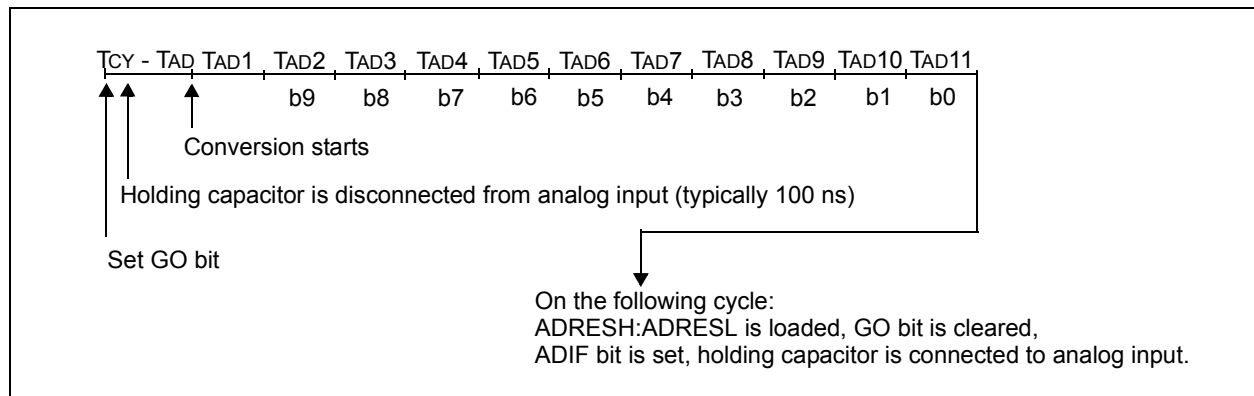 TCY - TAD TAD1 TAD2 TAD3 TAD4 TAD5 TAD6 TAD7 TAD8 TAD9 TAD10 TAD11
b9 b8 b7 b6 b5 b4 b3 b2 b1 b0
Conversion starts
Holding capacitor is disconnected from analog input (typically 100 ns)
Set GO bit
On the following cycle:
ADRESH:ADRESL is loaded, GO bit is cleared,
ADIF bit is set, holding capacitor is connected to analog input.